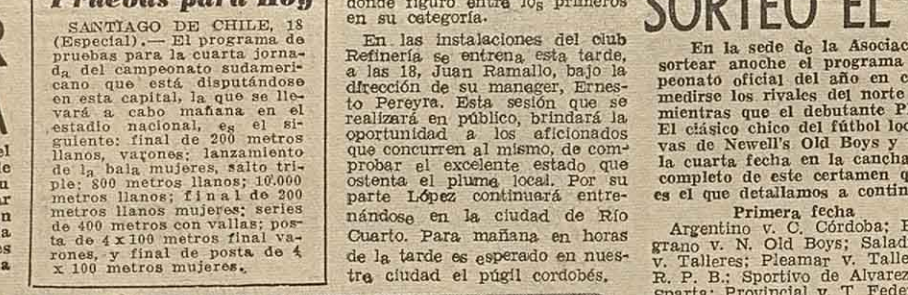 Pruebas para Hoy
SANTIAGO DE CHILE, 18
(Especial).— El programa de
pruebas para la cuarta jorna-
da del campeonato sudameri-
cano que está disputándose
en esta capital, la que se lle-
vará a cabo mañana en el
estadio nacional, es el si-
guiente: final de 200 metros
llanos, varones; lanzamiento
de la bala mujeres, salto tri-
ple; 800 metros llanos; 10.000
metros llanos; final de 200
metros llanos mujeres; series
de 400 metros con vallas; pos-
ta de 4 x 100 metros final va-
rones, y final de posta de 4
x 100 metros mujeres.
donde figuró entre los primeros
en su categoría.
En las instalaciones del club
Refinería se entrena esta tarde,
a las 18, Juan Ramallo, bajo la
dirección de su manager, Ernes-
to Pereyra. Esta sesión que se
realizará en público, brindará la
oportunidad a los aficionados
que concurren al mismo, de com-
probar el excelente estado que
ostenta el pluma local. Por su
parte López continuará entre-
nándose en la ciudad de Río
Cuarto. Para mañana en horas
de la tarde es esperado en nues-
tra ciudad el púgil cordobés.
SORTEO EL
En la sede de la Asociac
sortear anoche el programa
peonato oficial del año en c
medirse los rivales del norte
mientras que el debutante P
El clásico chico del fútbol loc
vas de Newell's Old Boys y
la cuarta fecha en la cancha
completo de este certamen q
es el que detallamos a contin
Primera fecha
Argentino v. C. Córdoba; B
grano v. N. Old Boys; Salad
v. Talleres; Pleamar v. Talle
R. P. B.; Sportivo de Alvarez
Sparta; Provincial v. T. Feder